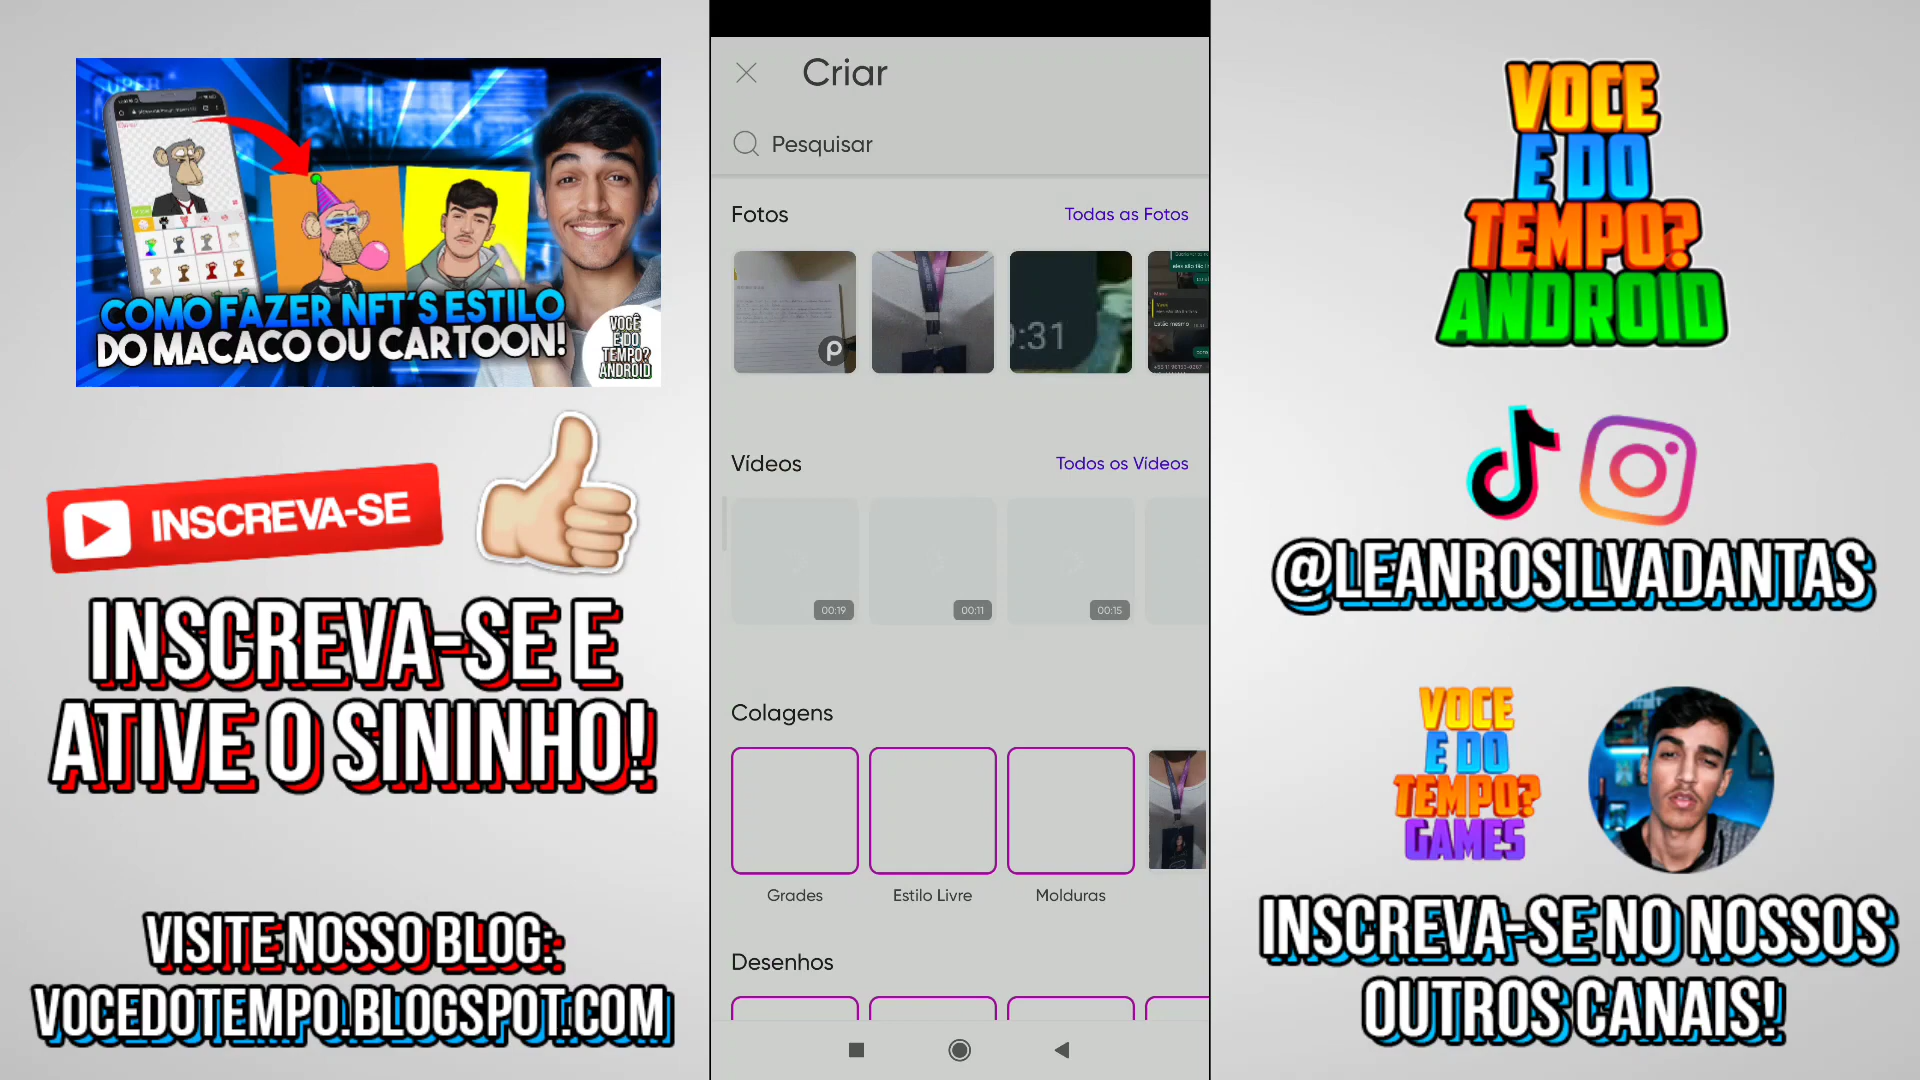 COMO FAZER NFT'S ESTILO
DO MACACO OU CARTOON!
VOCÊ
E DO
TEMPO?
ANDROID
INSCREVA-SE
INSCREVA-SE E
ATIVE O SININHO!
VISITE NOSSO BLOG:
VOCEDOTEMPO.BLOGSPOT.COM
Criar
Pesquisar
Fotos
Todas as Fotos
9:31
Estão mesmo
Vídeos
Todos os Vídeos
00:19
00:11
00:15
Colagens
Grades
Estilo Livre
Molduras
Desenhos
VOCE
E DO
TEMPO?
ANDROID
@LEANROSILVADANTAS
VOCE
E DO
TEMPO?
GAMES
INSCREVA-SE NO NOSSOS
OUTROS CANAIS!